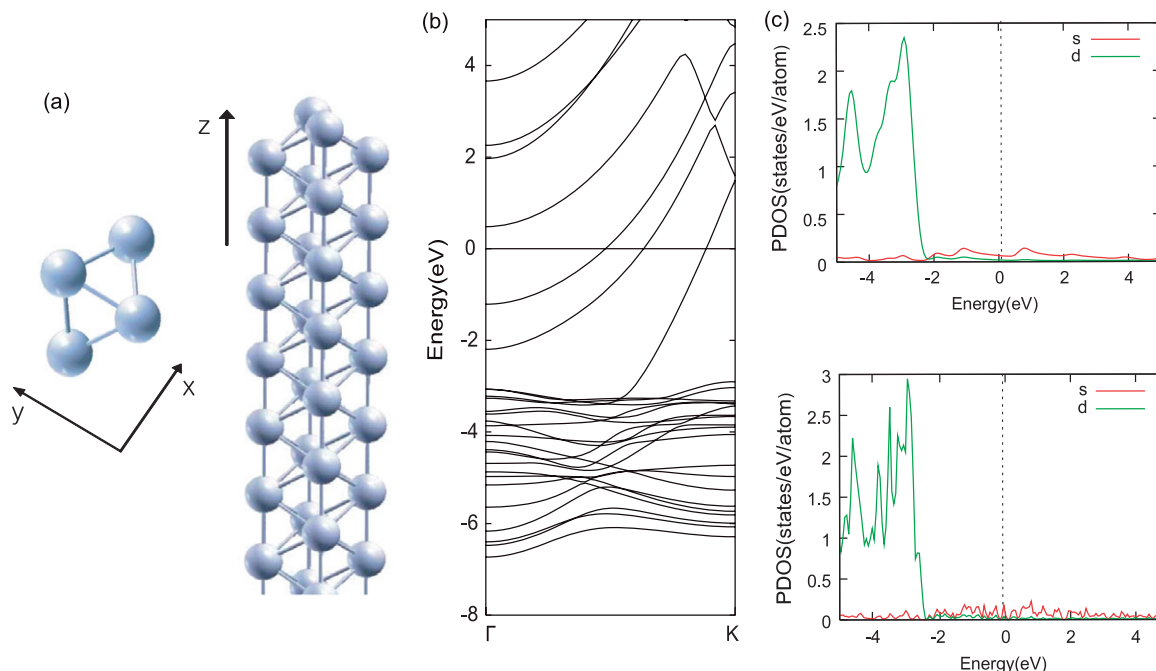 (a)
z
y
x
(b)
Energy(eV)
4
2
0
-2
-4
-6
-8
Γ
K
(c)
PDOS(states/eV/atom)
2.5
2
1.5
1
0.5
0
s
d
-4
-2
0
2
4
Energy(eV)
PDOS(states/eV/atom)
3
2.5
2
1.5
1
0.5
0
s
d
-4
-2
0
2
4
Energy(eV)